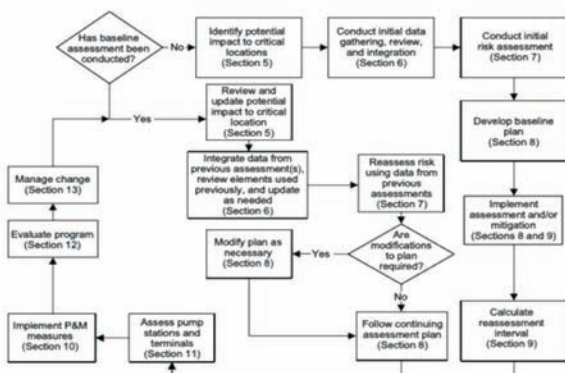 Has baseline
assessment been
conducted?
No
Identify potential
impact to critical
locations
(Section 5)
Conduct initial data
gathering, review,
and integration
(Section 6)
Conduct initial
risk assessment
(Section 7)
Yes
Review and
update potential
impact to critical
location
(Section 5)
Develop baseline
plan
(Section 8)
Manage change
(Section 13)
Integrate data from
previous assessment(s),
review elements used
previously, and update
as needed
(Section 6)
Reassess risk
using data from
previous
assessments
(Section 7)
Implement
assessment and/or
mitigation
(Sections 8 and 9)
Evaluate program
(Section 12)
Modify plan as
necessary
(Section 8)
Yes
Are
modifications
to plan
required?
No
Implement P&M
measures
(Section 10)
Assess pump
stations and
terminals
(Section 11)
Follow continuing
assessment plan
(Section 8)
Calculate
reassessment
interval
(Section 9)